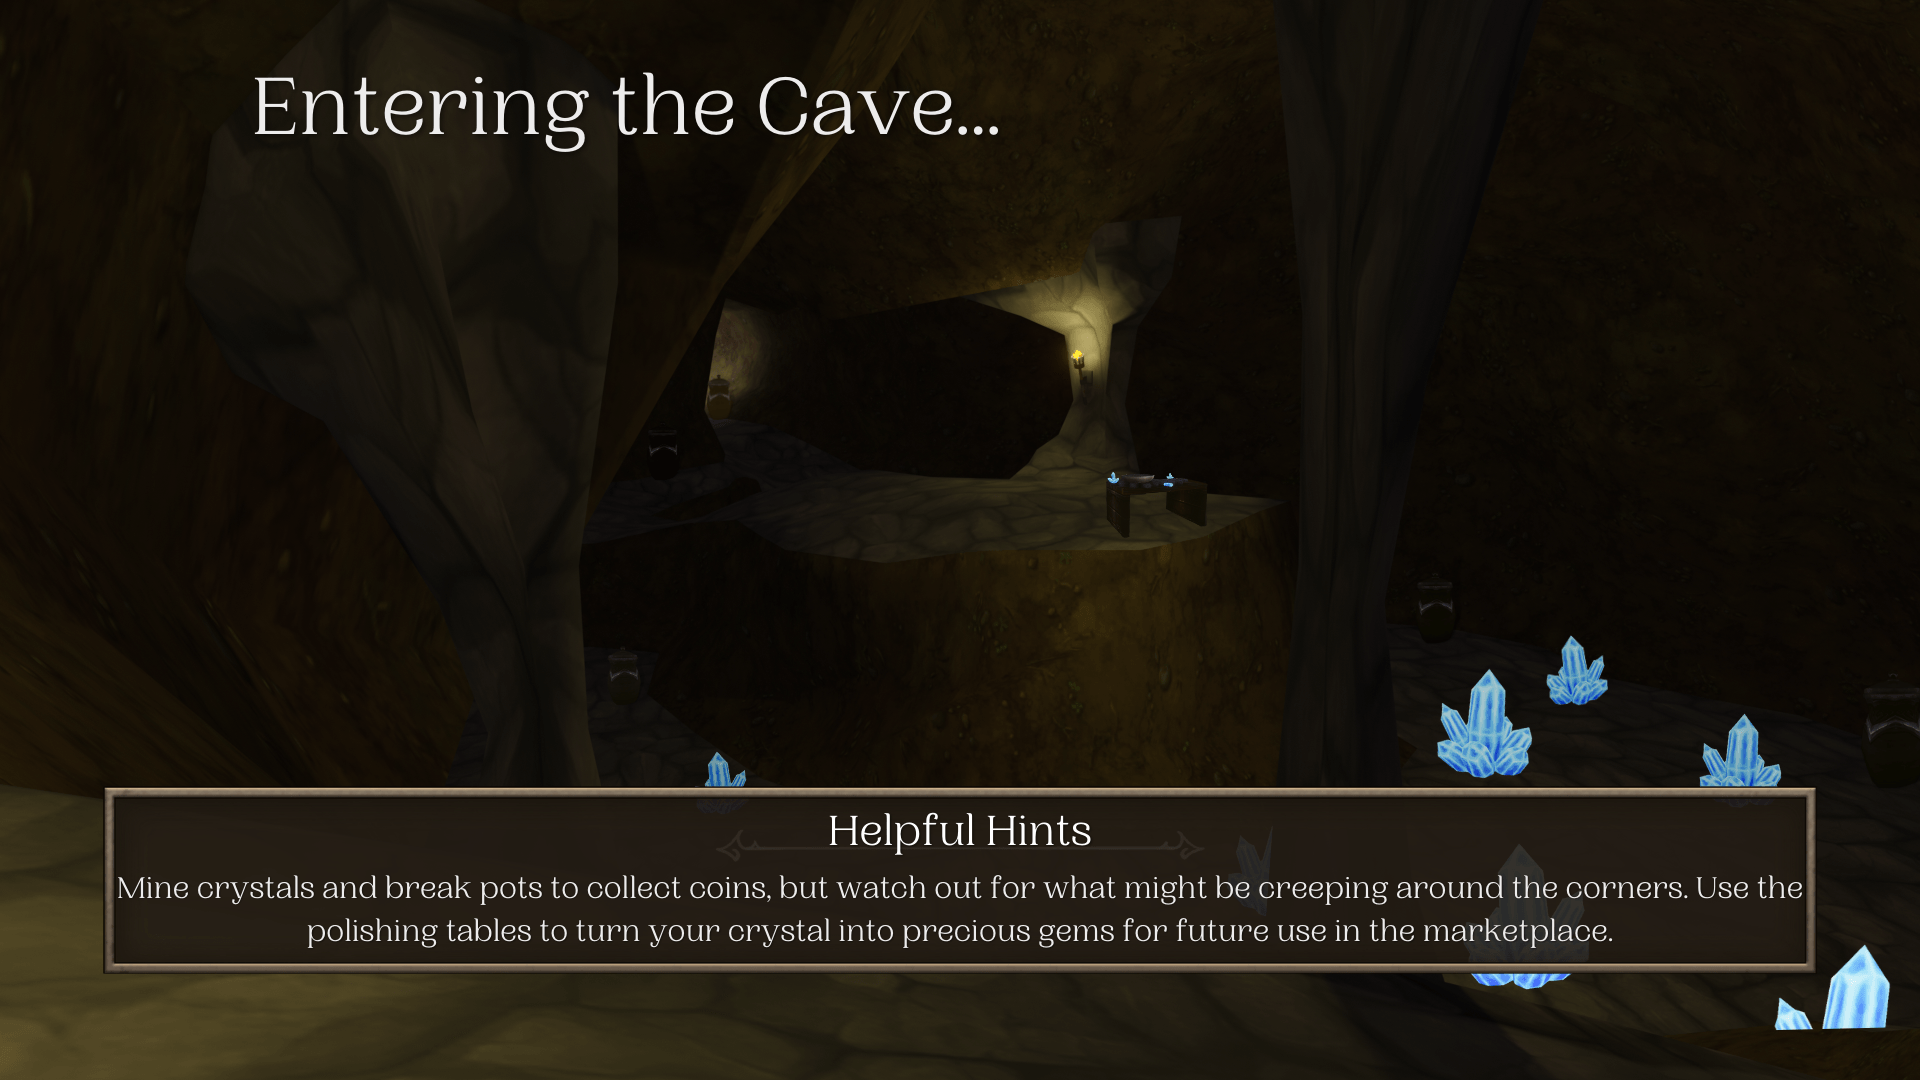 Entering the Cave...
Helpful Hints
Mine crystals and break pots to collect coins, but watch out for what might be creeping around the corners. Use the
polishing tables to turn your crystal into precious gems for future use in the marketplace.